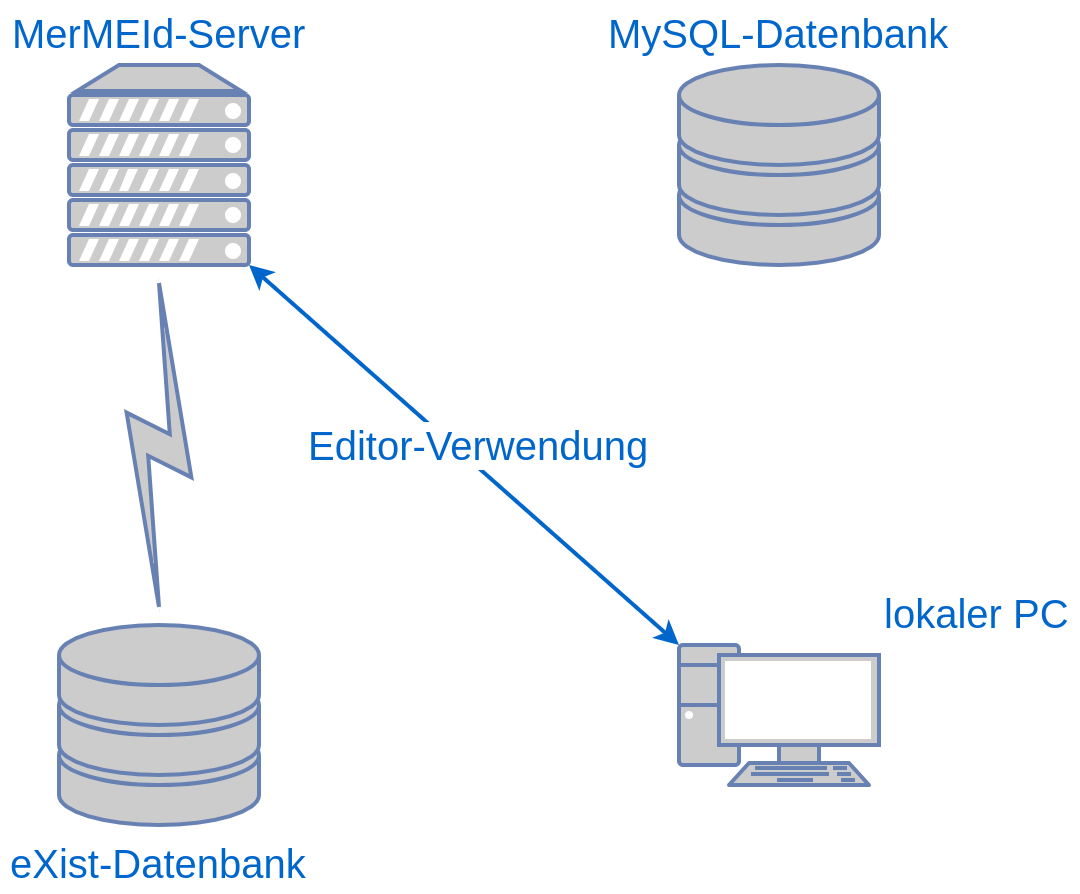 MerMEId-Server
MySQL-Datenbank
Editor-Verwendung
lokaler PC
eXist-Datenbank